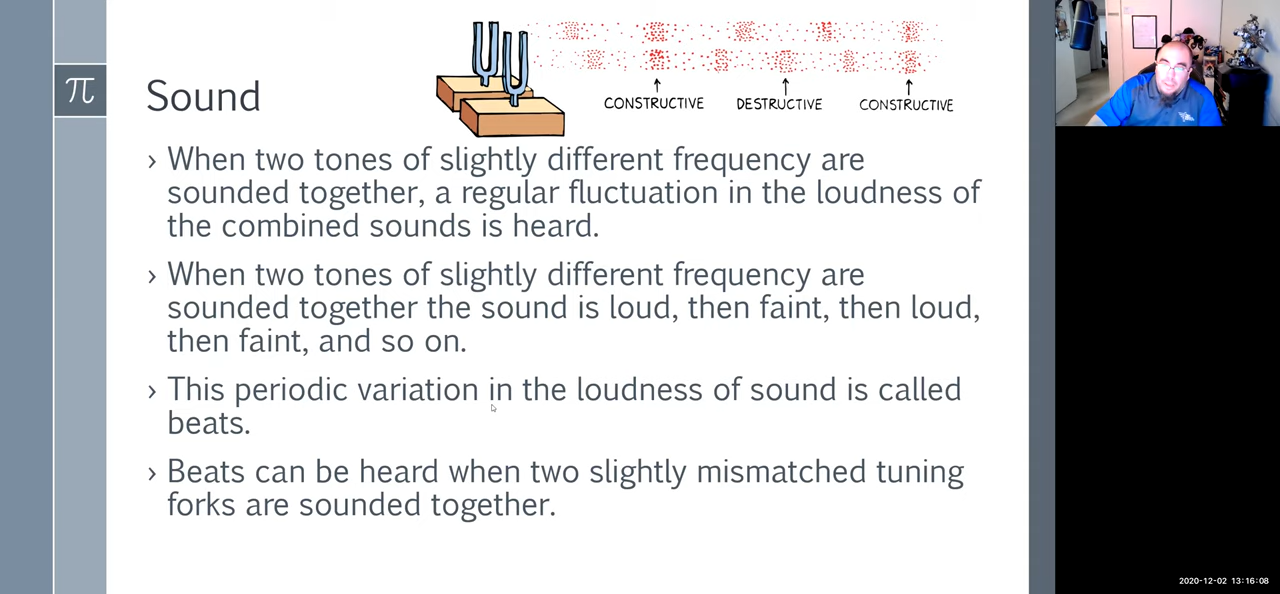 CONSTRUCTIVE DESTRUCTIVE CONSTRUCTIVE
π
Sound
› When two tones of slightly different frequency are
sounded together, a regular fluctuation in the loudness of
the combined sounds is heard.
› When two tones of slightly different frequency are
sounded together the sound is loud, then faint, then loud,
then faint, and so on.
› This periodic variation in the loudness of sound is called
beats.
› Beats can be heard when two slightly mismatched tuning
forks are sounded together.
2020-12-02 13:16:08